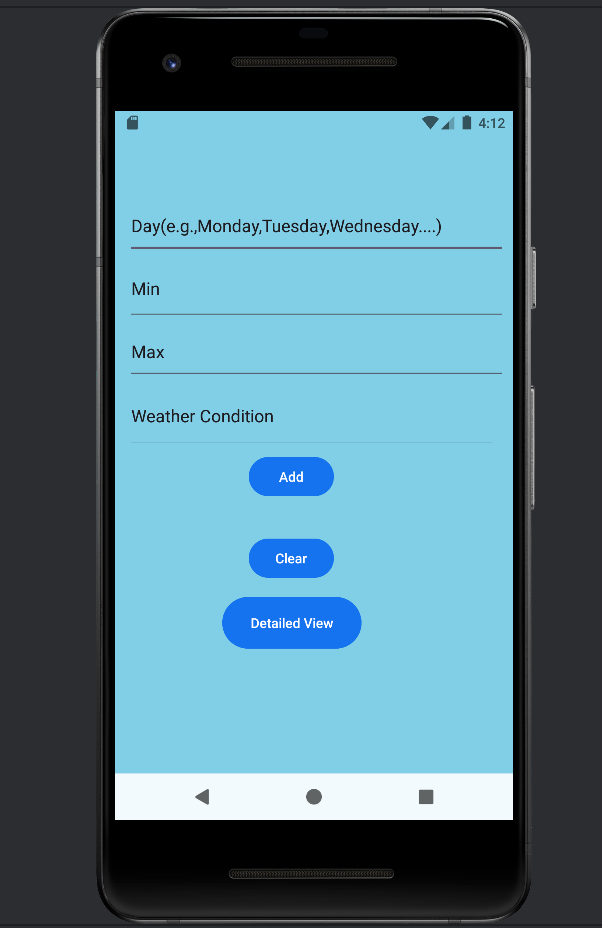 4:12
Day(e.g.,Monday,Tuesday,Wednesday....)
Min
Max
Weather Condition
Add
Clear
Detailed View